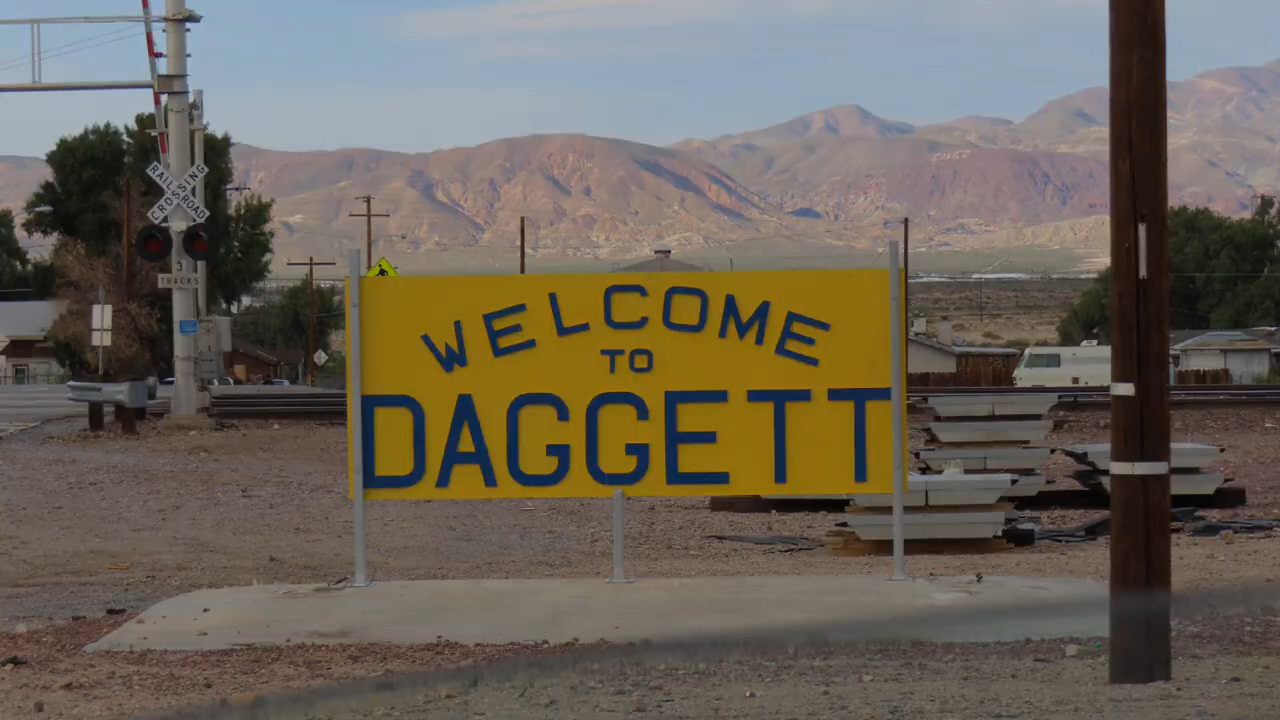 RAILROAD
CROSSING
3
TRACKS
WELCOME
TO
DAGGETT